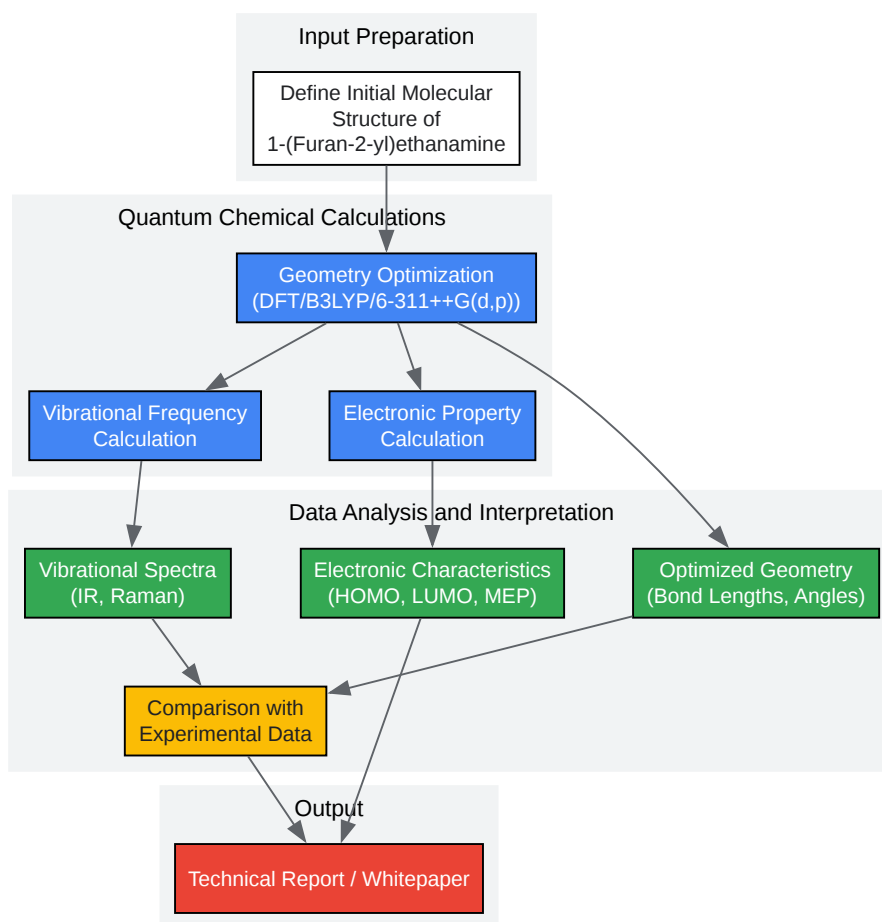 Input Preparation
Define Initial Molecular
Structure of
1-(Furan-2-yl)ethanamine
Quantum Chemical Calculations
Geometry Optimization
(DFT/B3LYP/6-311++G(d,p))
Vibrational Frequency
Calculation
Electronic Property
Calculation
Data Analysis and Interpretation
Vibrational Spectra
(IR, Raman)
Electronic Characteristics
(HOMO, LUMO, MEP)
Optimized Geometry
(Bond Lengths, Angles)
Comparison with
Experimental Data
Output
Technical Report / Whitepaper